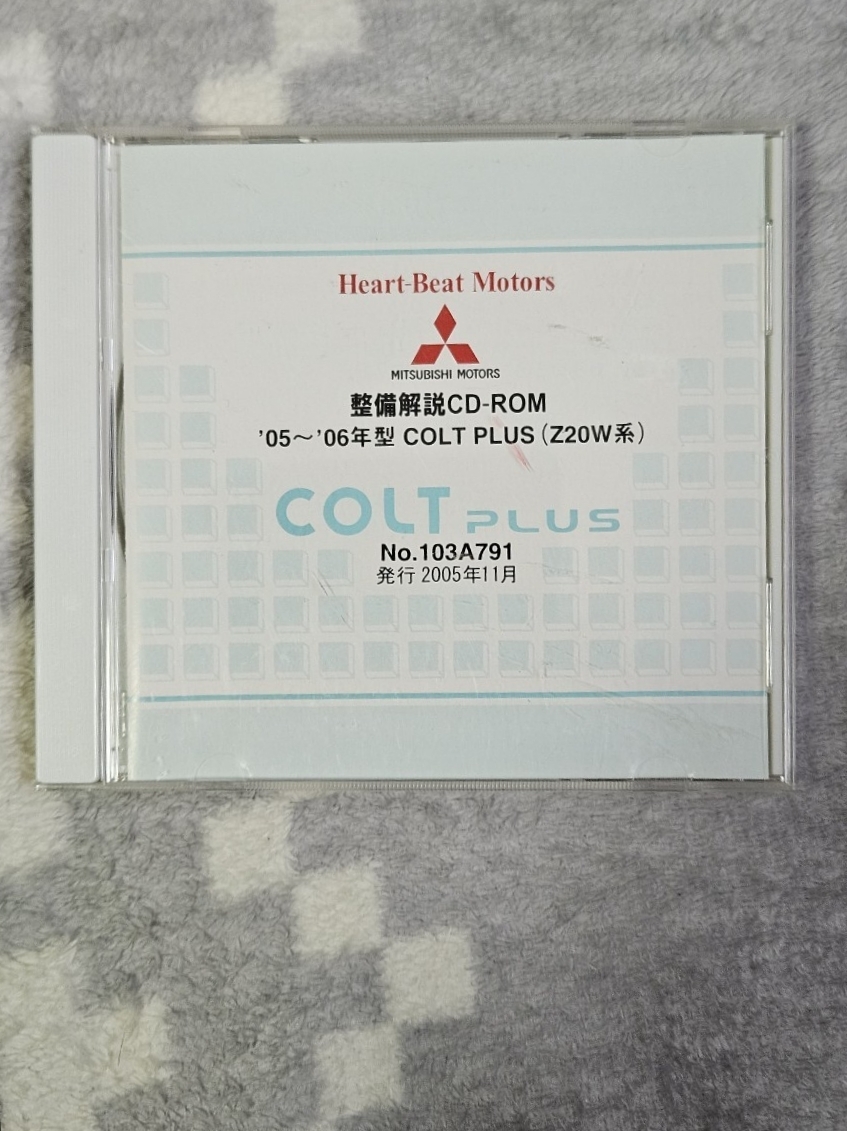 Heart-Beat Motors
MITSUBISHI MOTORS
整備解説CD-ROM
'05～'06年型 COLT PLUS（Z20W系）
COLT PLUS
No.103A791
発行 2005年11月